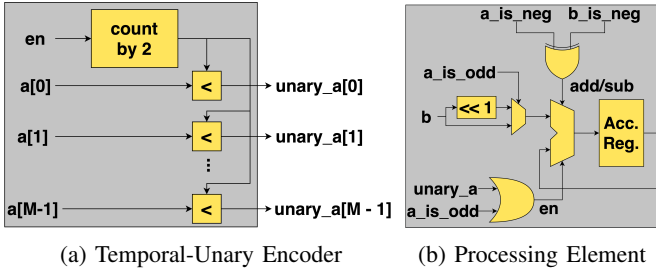 en
count
by 2
a[0]
<
unary_a[0]
a[1]
<
unary_a[1]
⋮
a[M-1]
<
unary_a[M - 1]
(a) Temporal-Unary Encoder
a_is_neg b_is_neg
a_is_odd
add/sub
b
<< 1
Acc.
Reg.
unary_a
a_is_odd
en
(b) Processing Element